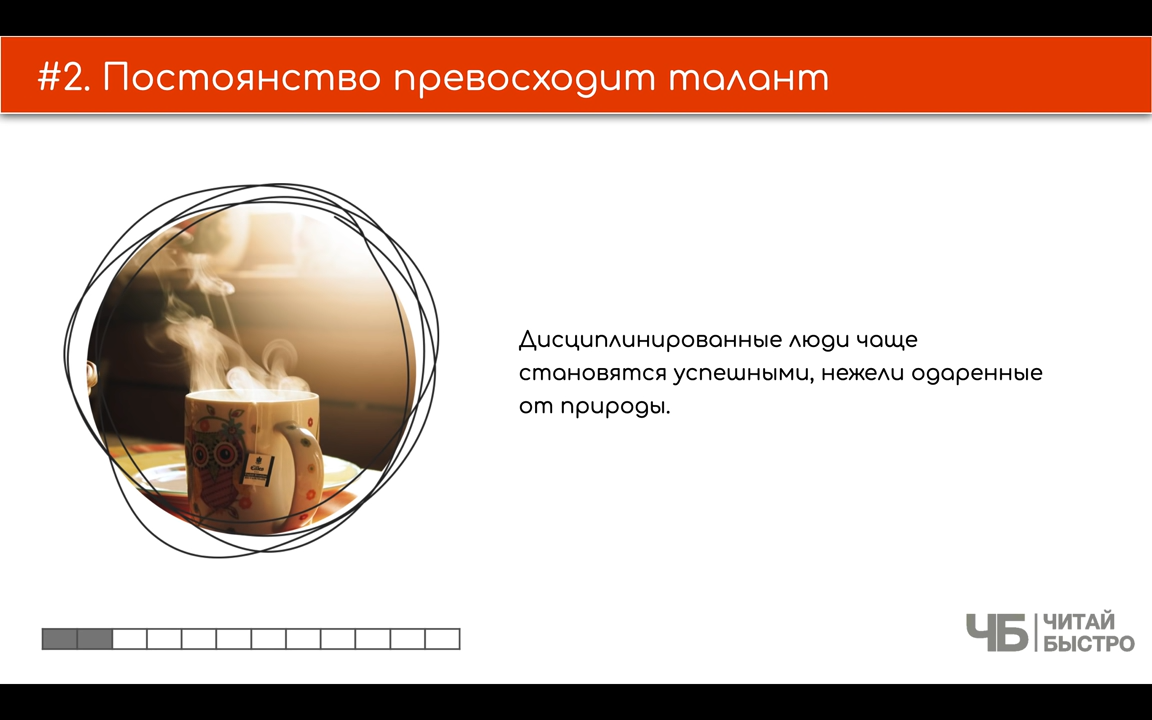 #2. Постоянство превосходит талант
Дисциплинированные люди чаще
становятся успешными, нежели одаренные
от природы.
ЧБ ЧИТАЙ
БЫСТРО